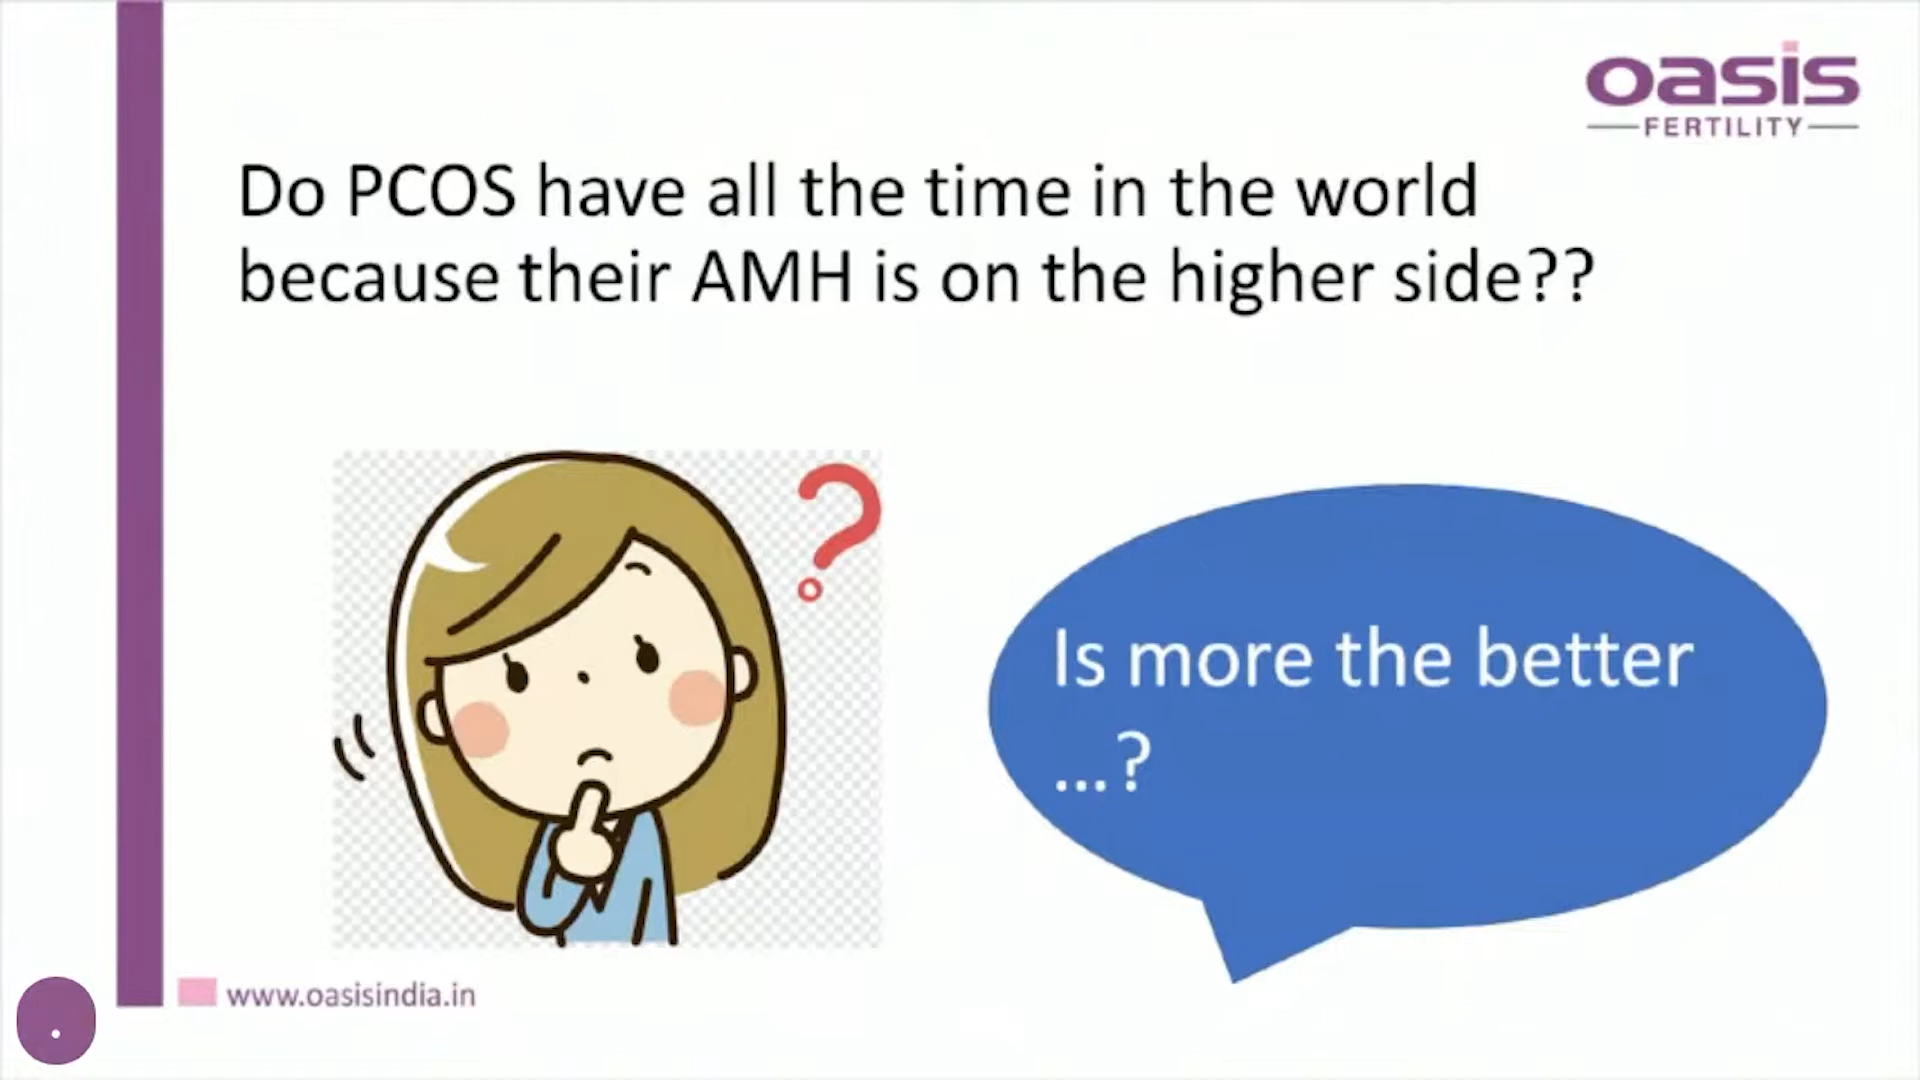 oasis
FERTILITY
Do PCOS have all the time in the world
because their AMH is on the higher side??
?
Is more the better
...?
www.oasisindia.in